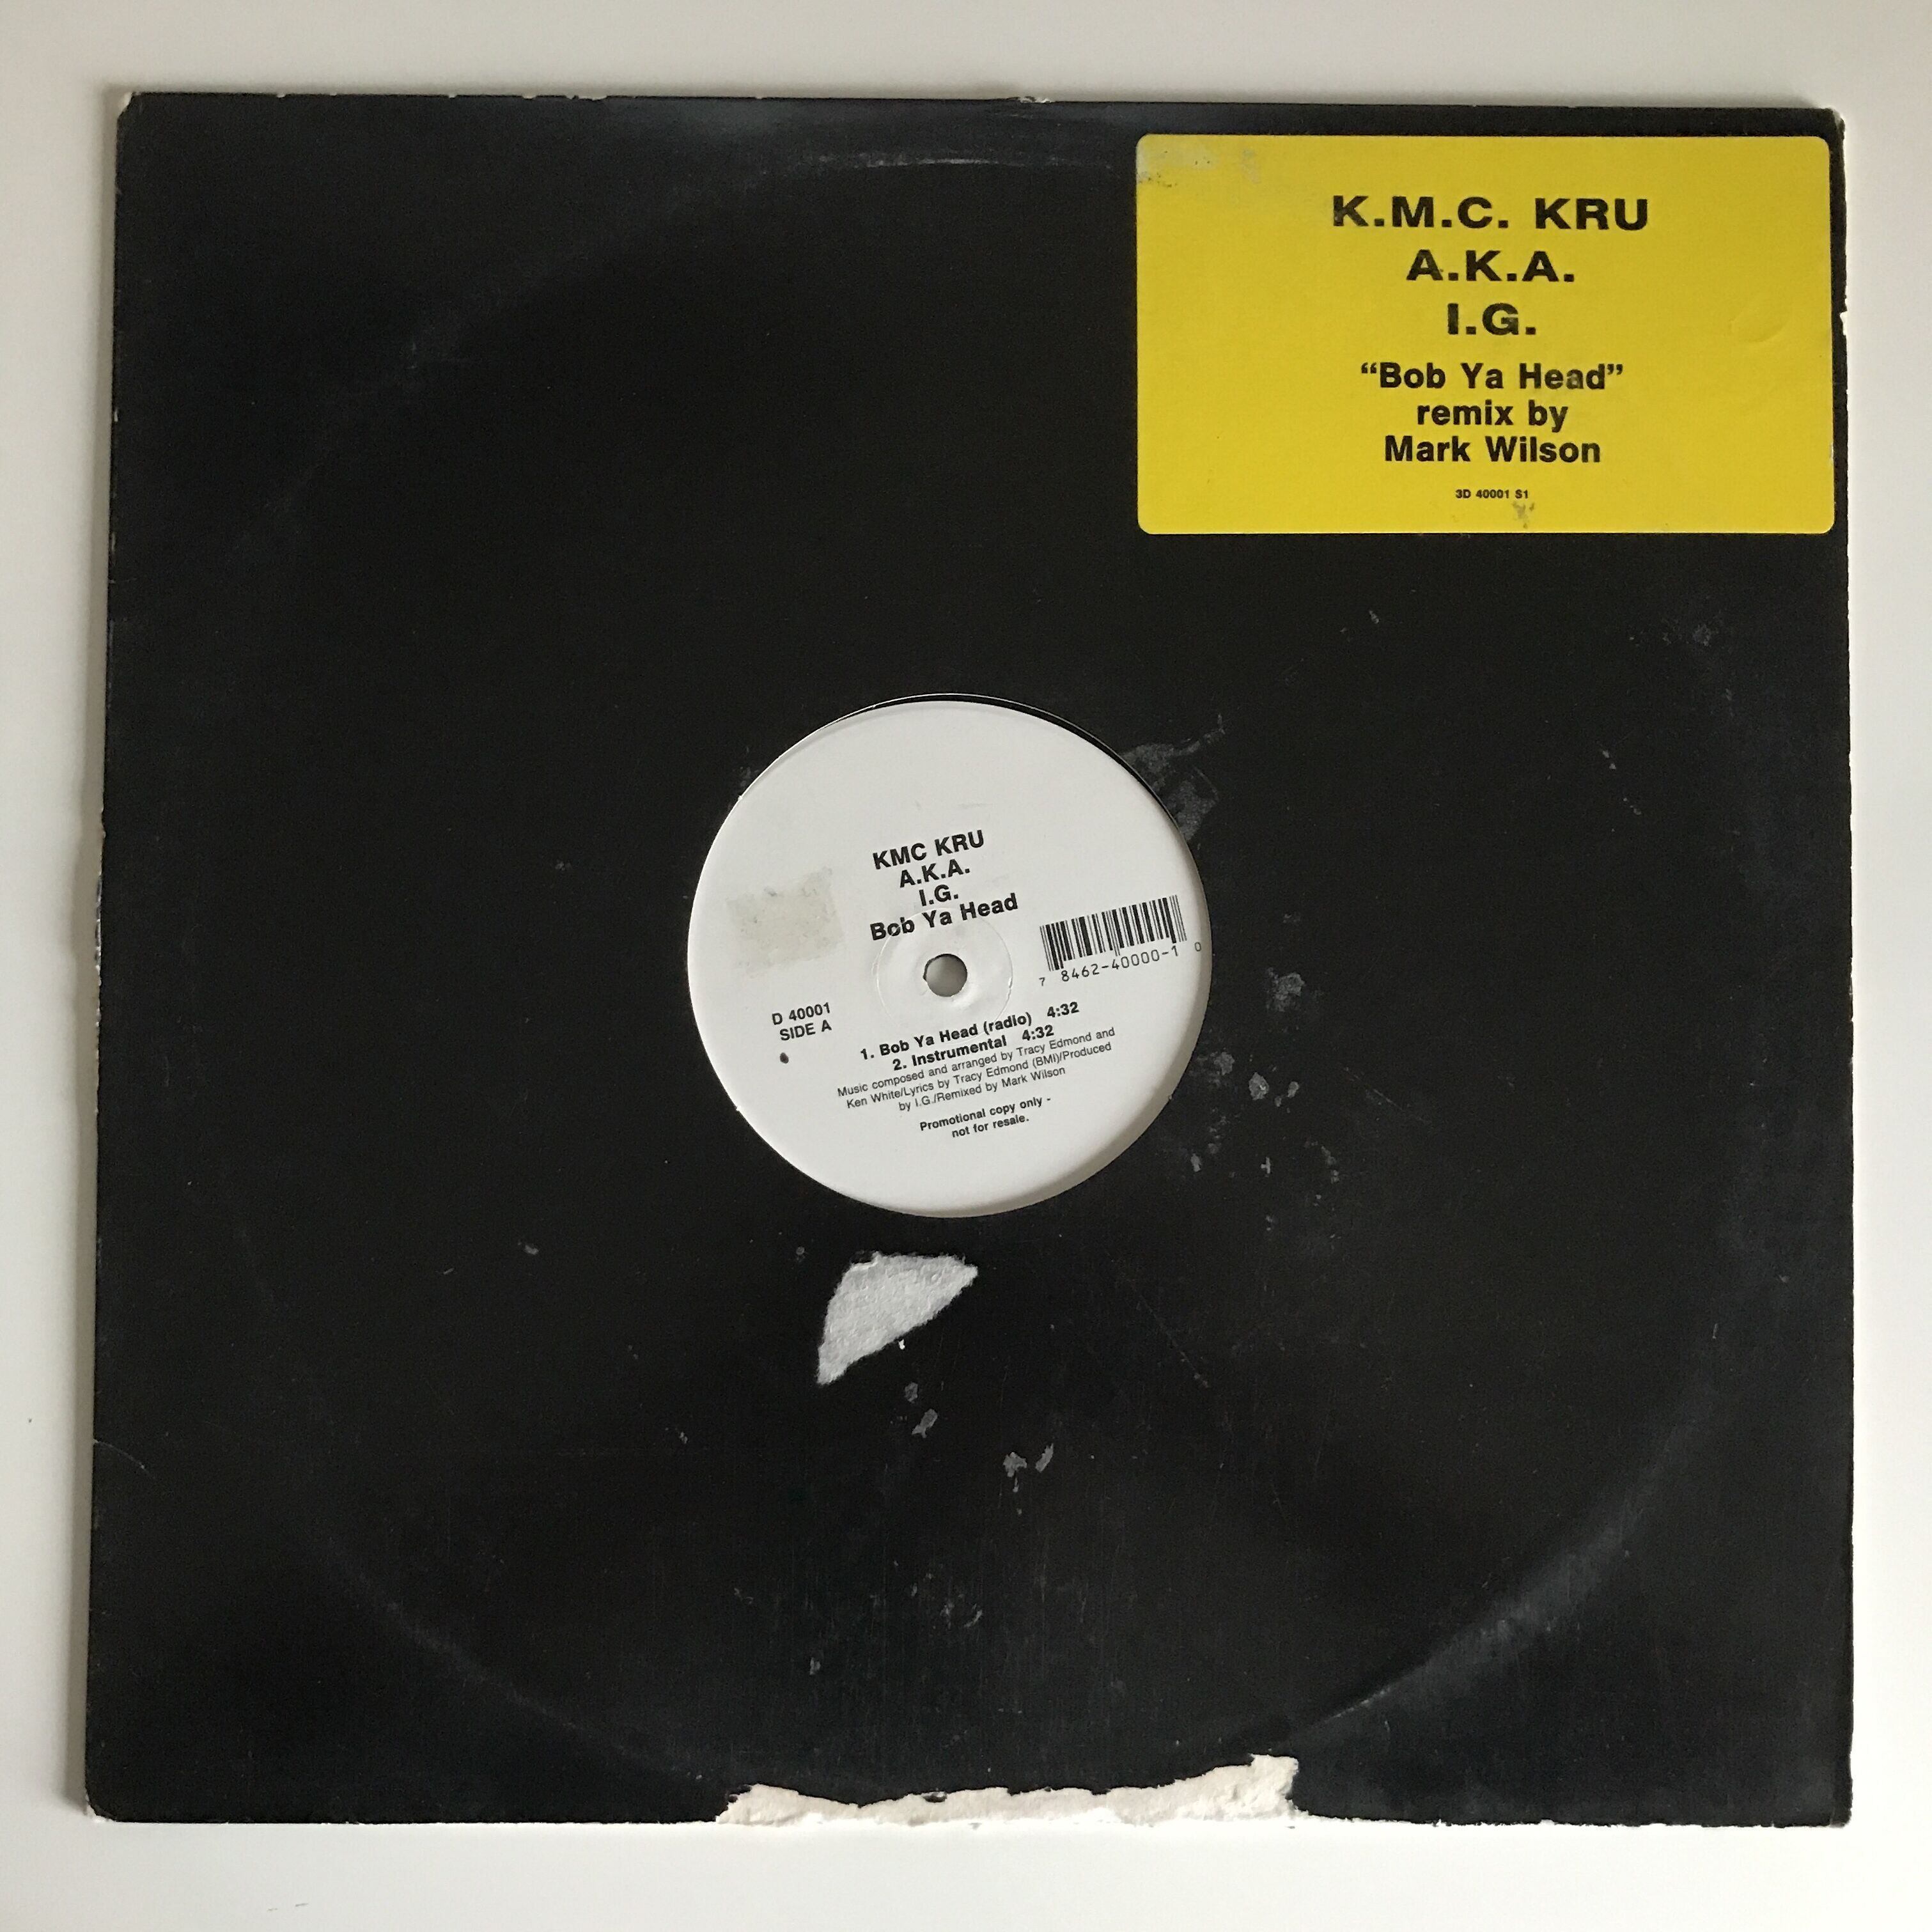 K.M.C. KRU
A.K.A.
I.G.
“Bob Ya Head”
remix by
Mark Wilson
3D 40001 S1
KMC KRU
A.K.A.
I.G.
Bob Ya Head
7 8462-40000-1 0
D 40001
SIDE A
1. Bob Ya Head (radio) 4:32
2. Instrumental 4:32
Music composed and arranged by Tracy Edmond and
Ken White/Lyrics by Tracy Edmond (BMI)/Produced
by I.G./Remixed by Mark Wilson
Promotional copy only -
not for resale.